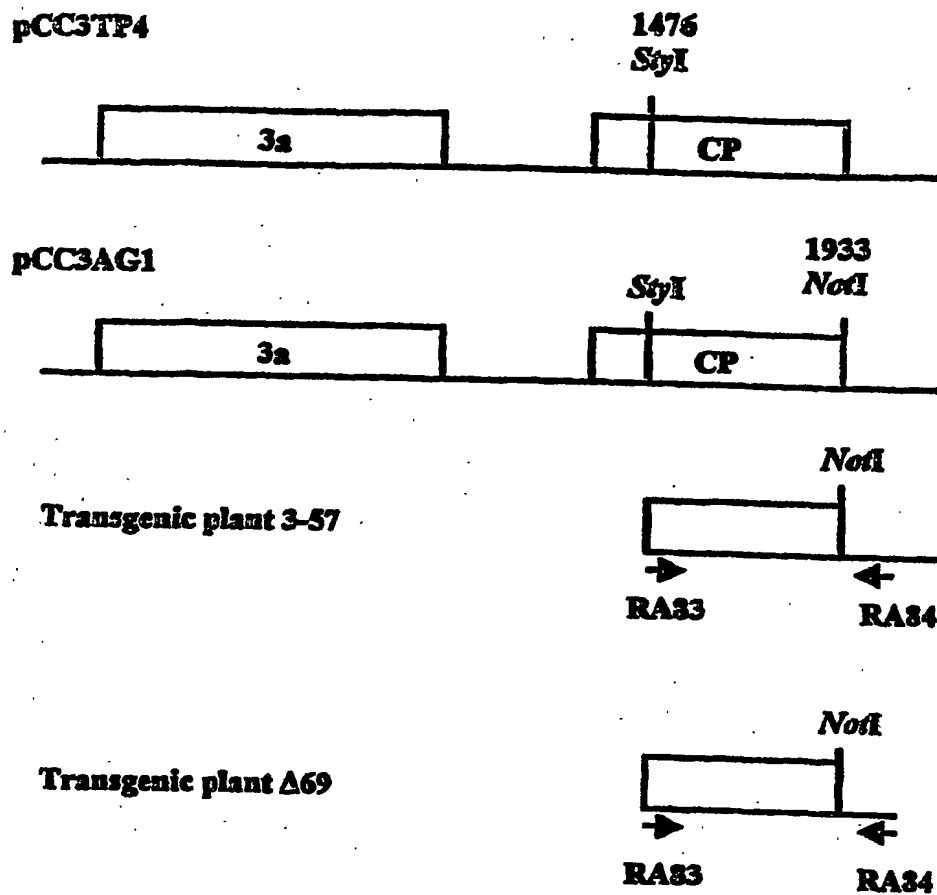 pCC3TP4
1476
StyI
3a
CP
pCC3AG1
1933
StyI
NotI
3a
CP
NotI
Transgenic plant 3-57
RA83
RA84
NotI
Transgenic plant Δ69
RA83
RA84